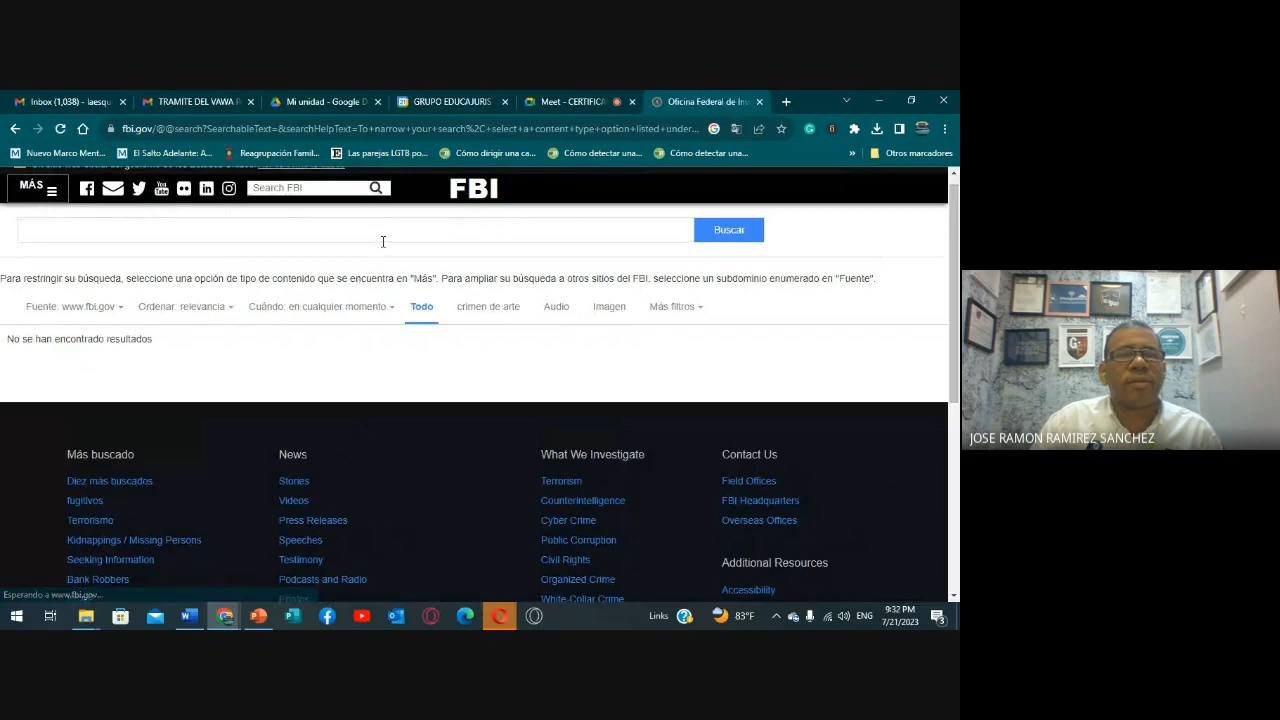 Inbox (1,038) - laesqu
TRAMITE DEL VAWA
Mi unidad - Google D
GRUPO EDUCAJURIS
Meet - CERTIFICA
Oficina Federal de Inv
fbi.gov/@@search?SearchableText=&searchHelpText=To+narrow+your+search%2C+select+a+content+type+option+listed+under...
Nuevo Marco Ment...
El Salto Adelante: A...
Reagrupación Famil...
Las parejas LGTB po...
Cómo dirigir una ca...
Cómo detectar una...
Cómo detectar una...
Otros marcadores
MÁS
Search FBI
FBI
Buscar
Para restringir su búsqueda, seleccione una opción de tipo de contenido que se encuentra en "Más". Para ampliar su búsqueda a otros sitios del FBI, seleccione un subdominio enumerado en "Fuente".
Fuente: www.fbi.gov
Ordenar: relevancia
Cuándo: en cualquier momento
Todo
crimen de arte
Audio
Imagen
Más filtros
No se han encontrado resultados
Más buscado
Diez más buscados
fugitivos
Terrorismo
Kidnappings / Missing Persons
Seeking Information
Bank Robbers
News
Stories
Videos
Press Releases
Speeches
Testimony
Podcasts and Radio
Photos
What We Investigate
Terrorism
Counterintelligence
Cyber Crime
Public Corruption
Civil Rights
Organized Crime
White-Collar Crime
Contact Us
Field Offices
FBI Headquarters
Overseas Offices
Additional Resources
Accessibility
Esperando a www.fbi.gov...
Links
83°F
ENG
9:32 PM
7/21/2023
3
JOSE RAMON RAMIREZ SANCHEZ